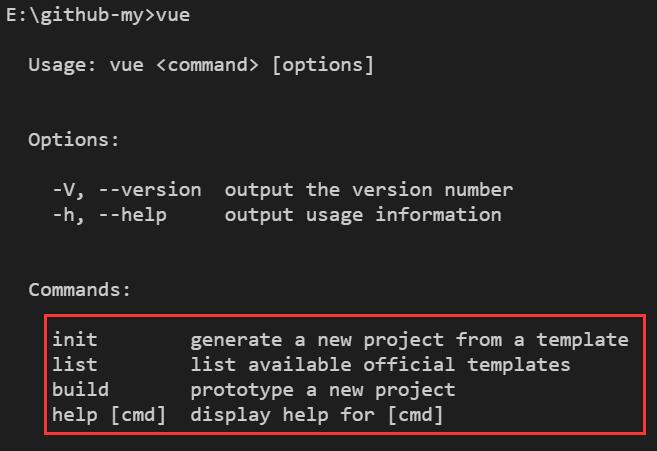 E:\github-my>vue
Usage: vue <command> [options]
Options:
-V, --version  output the version number
-h, --help     output usage information
Commands:
init        generate a new project from a template
list        list available official templates
build       prototype a new project
help [cmd]  display help for [cmd]